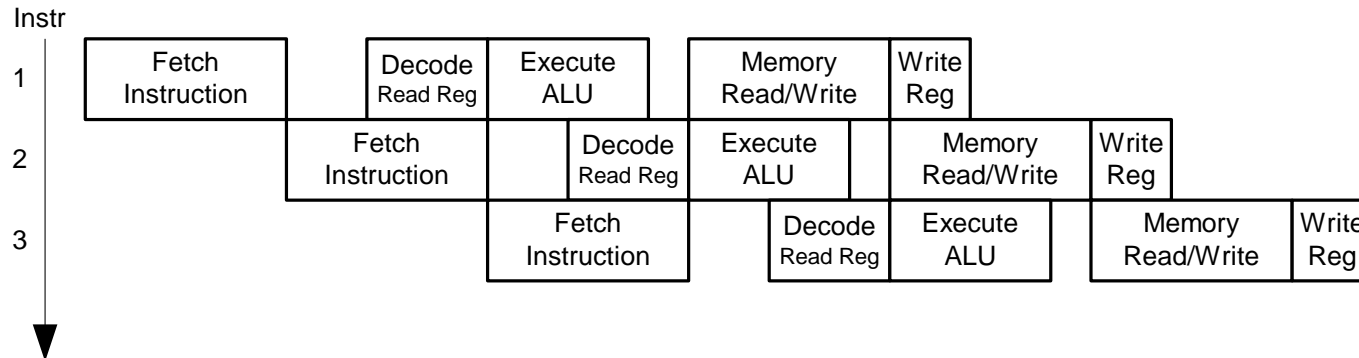 Instr
1
Fetch
Instruction
Decode
Read Reg
Execute
ALU
Memory
Read/Write
Write
Reg
2
Fetch
Instruction
Decode
Read Reg
Execute
ALU
Memory
Read/Write
Write
Reg
3
Fetch
Instruction
Decode
Read Reg
Execute
ALU
Memory
Read/Write
Write
Reg